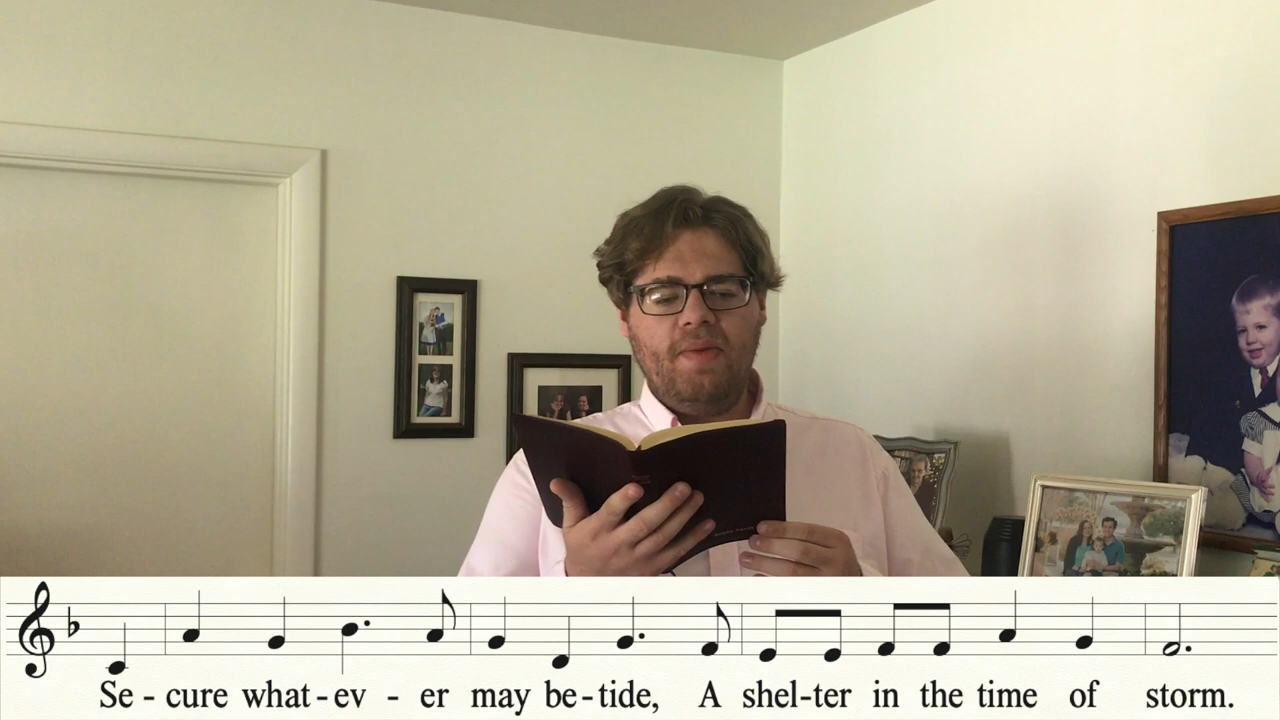 Se - cure what - ev - er may be - tide, A shel - ter in the time of storm.